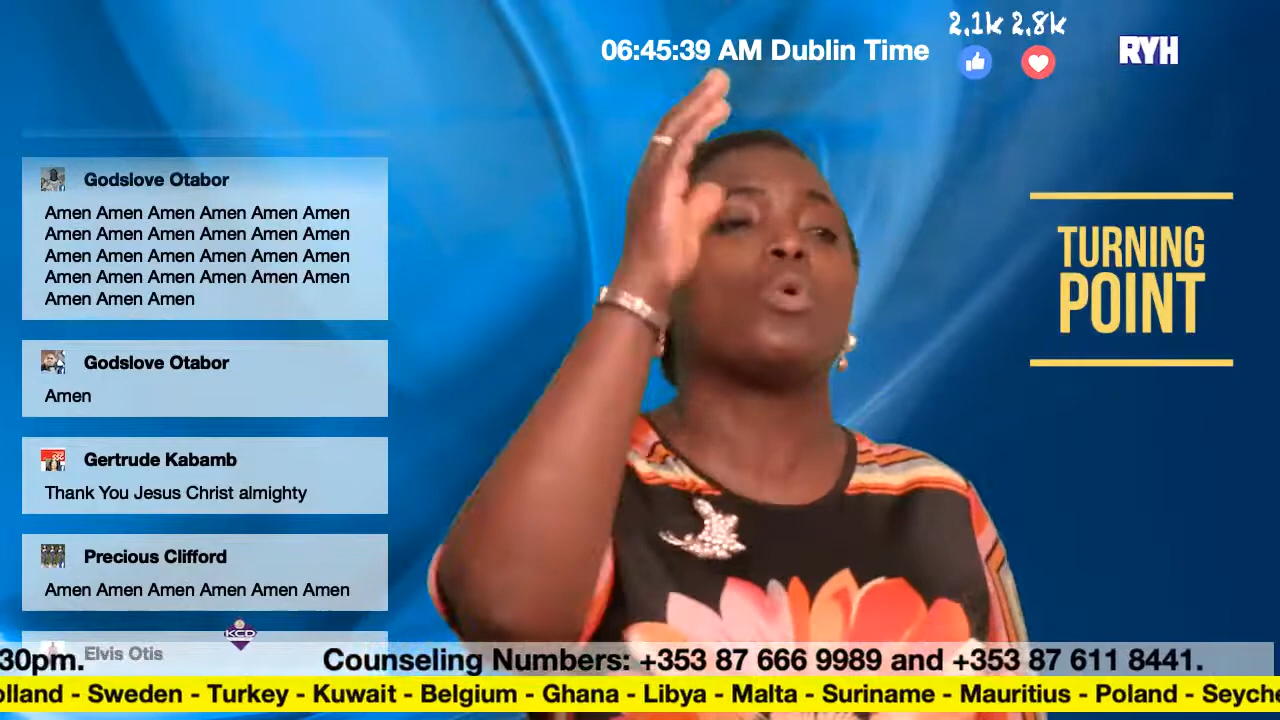 2.1k 2.8k
06:45:39 AM Dublin Time
RYH
Godslove Otabor
Amen Amen Amen Amen Amen Amen
Amen Amen Amen Amen Amen Amen
Amen Amen Amen Amen Amen Amen
Amen Amen Amen Amen Amen Amen
Amen Amen Amen
Godslove Otabor
Amen
Gertrude Kabamb
Thank You Jesus Christ almighty
Precious Clifford
Amen Amen Amen Amen Amen Amen
KCD
Elvis Otis
TURNING
POINT
30pm. Counseling Numbers: +353 87 666 9989 and +353 87 611 8441.
olland - Sweden - Turkey - Kuwait - Belgium - Ghana - Libya - Malta - Suriname - Mauritius - Poland - Seyche